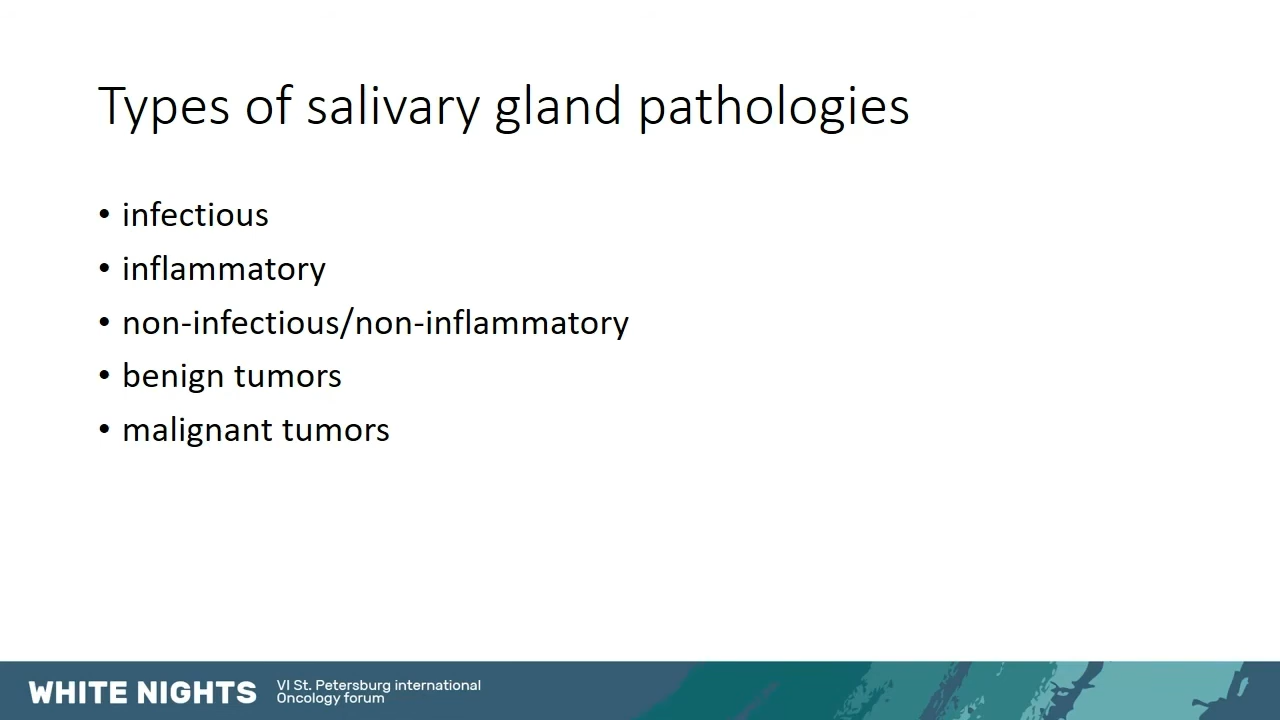 Types of salivary gland pathologies
• infectious
• inflammatory
• non-infectious/non-inflammatory
• benign tumors
• malignant tumors
WHITE NIGHTS
VI St. Petersburg international
Oncology forum